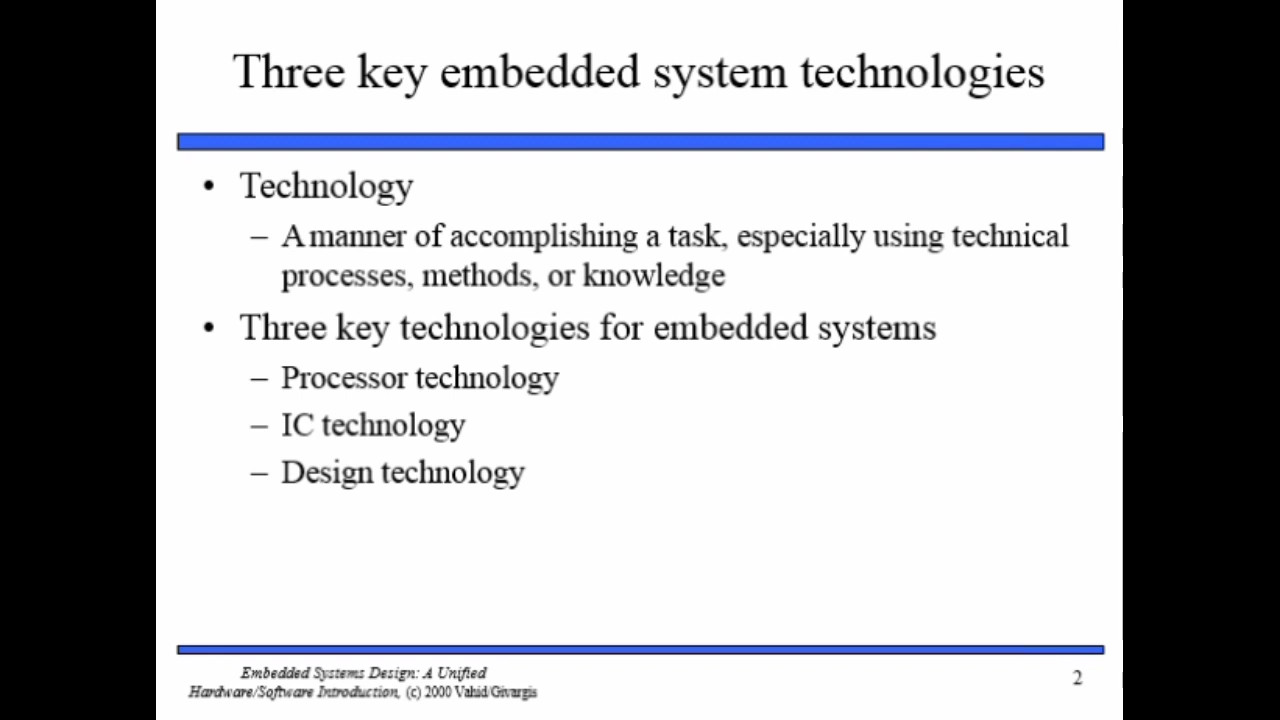 Three key embedded system technologies
• Technology
– A manner of accomplishing a task, especially using technical
processes, methods, or knowledge
• Three key technologies for embedded systems
– Processor technology
– IC technology
– Design technology
Embedded Systems Design: A Unified
Hardware/Software Introduction, (c) 2000 Vahid/Givargis
2